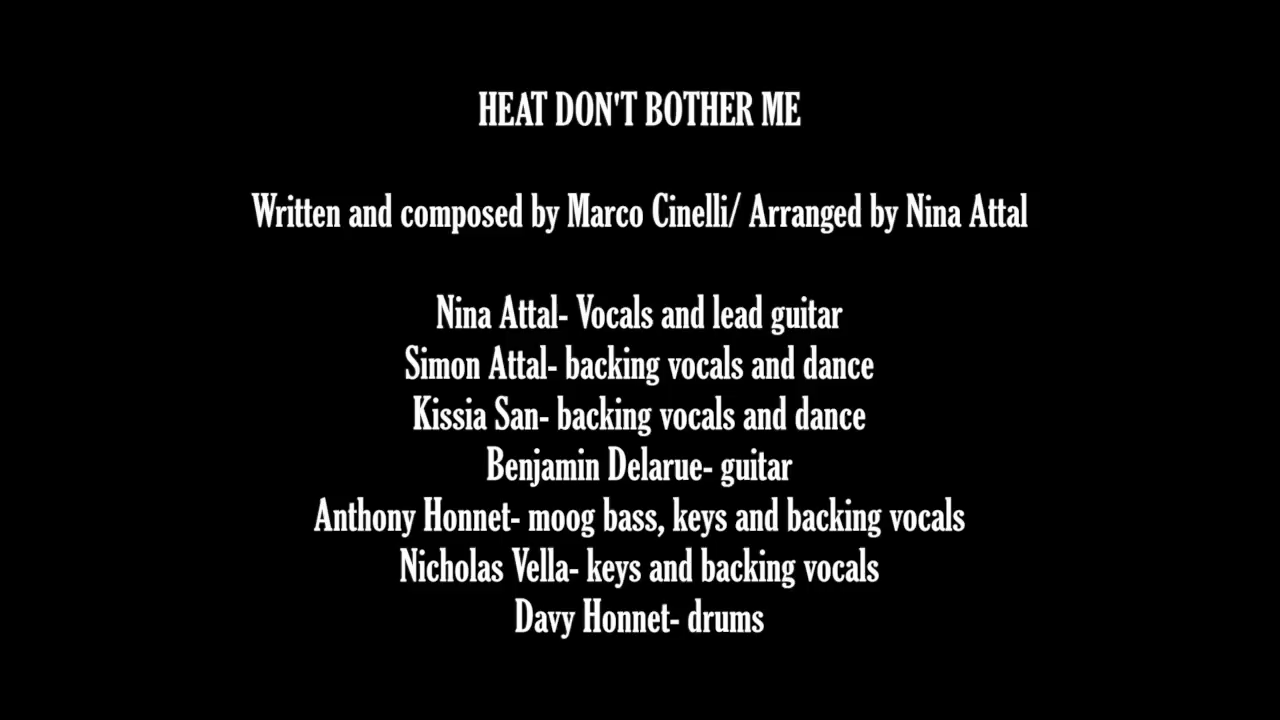 HEAT DON'T BOTHER ME
Written and composed by Marco Cinelli/ Arranged by Nina Attal
Nina Attal- Vocals and lead guitar
Simon Attal- backing vocals and dance
Kissia San- backing vocals and dance
Benjamin Delarue- guitar
Anthony Honnet- moog bass, keys and backing vocals
Nicholas Vella- keys and backing vocals
Davy Honnet- drums